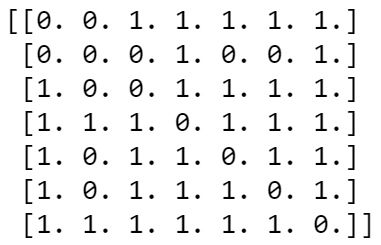 [[0. 0. 1. 1. 1. 1. 1.]
[0. 0. 0. 1. 0. 0. 1.]
[1. 0. 0. 1. 1. 1. 1.]
[1. 1. 1. 0. 1. 1. 1.]
[1. 0. 1. 1. 0. 1. 1.]
[1. 0. 1. 1. 1. 0. 1.]
[1. 1. 1. 1. 1. 1. 0.]]